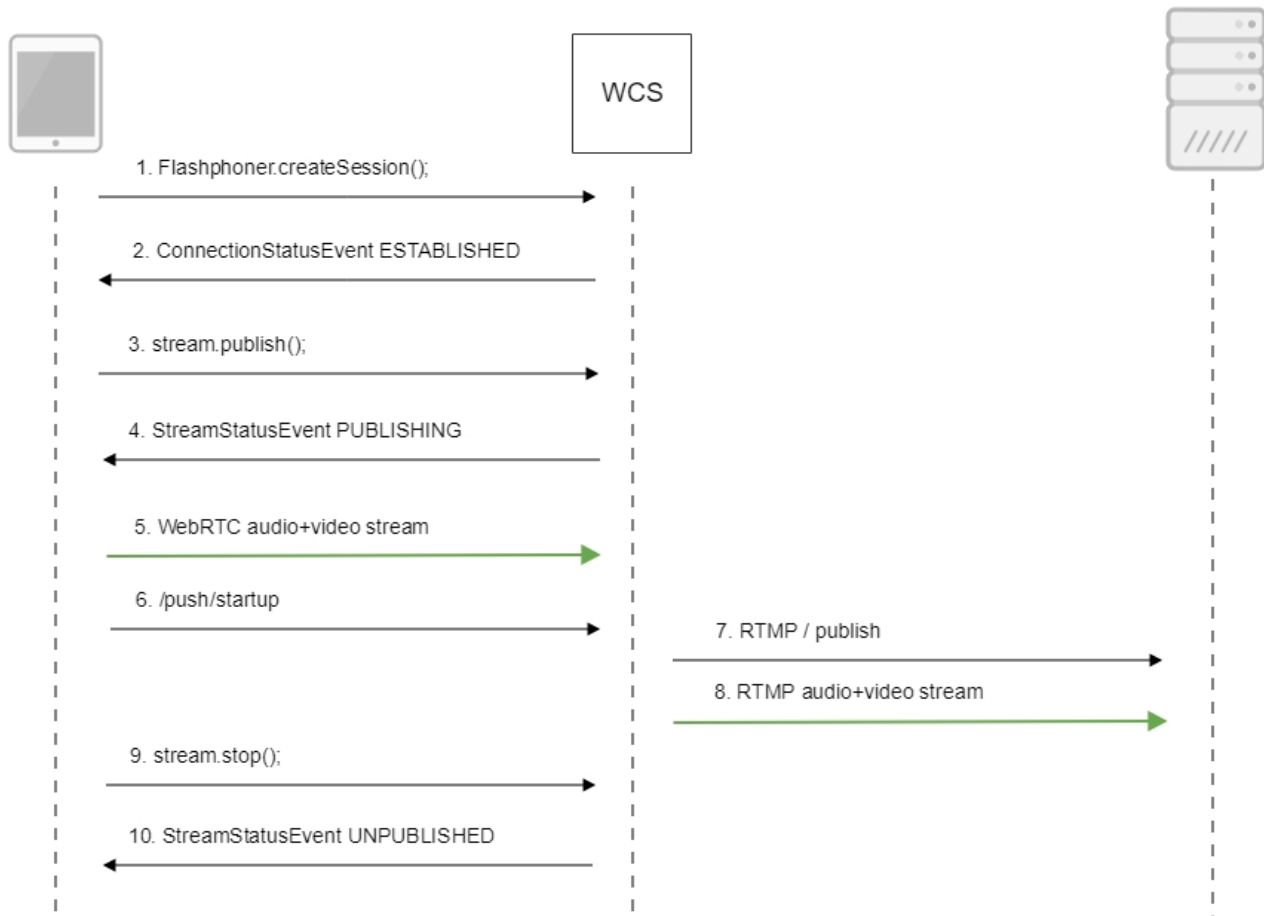 WCS
1. Flashphoner.createSession();
2. ConnectionStatusEvent ESTABLISHED
3. stream.publish();
4. StreamStatusEvent PUBLISHING
5. WebRTC audio+video stream
6. /push/startup
7. RTMP / publish
8. RTMP audio+video stream
9. stream.stop();
10. StreamStatusEvent UNPUBLISHED